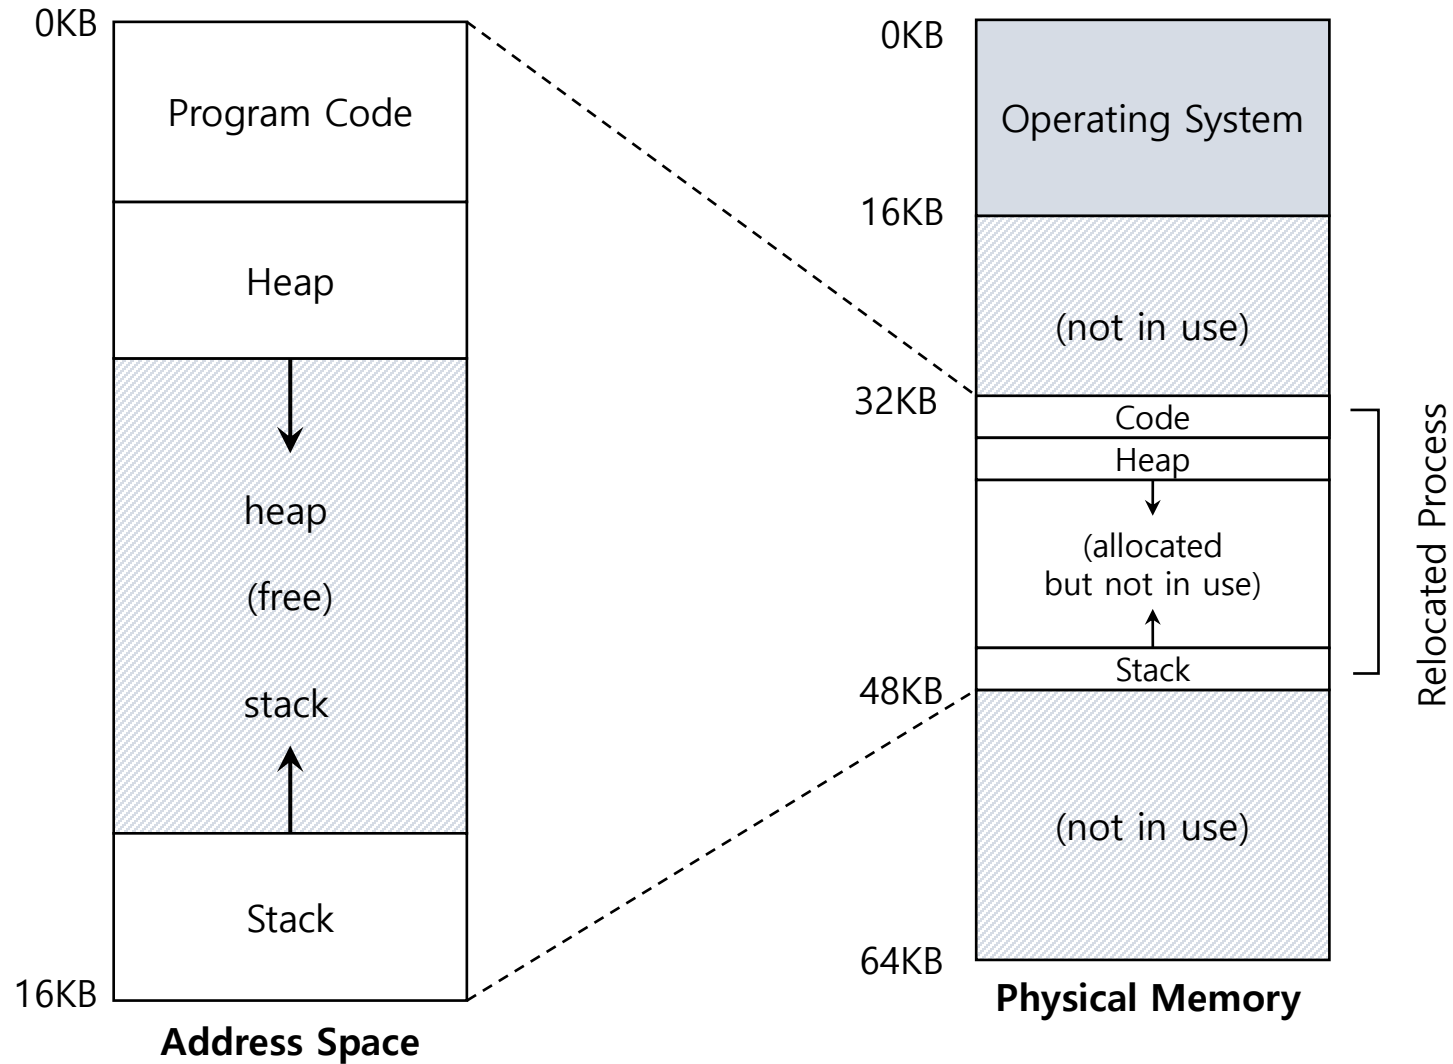 0KB
Program Code
Heap
heap
(free)
stack
Stack
16KB
Address Space
0KB
Operating System
16KB
(not in use)
32KB
Code
Heap
(allocated
but not in use)
Stack
48KB
(not in use)
64KB
Physical Memory
Relocated Process